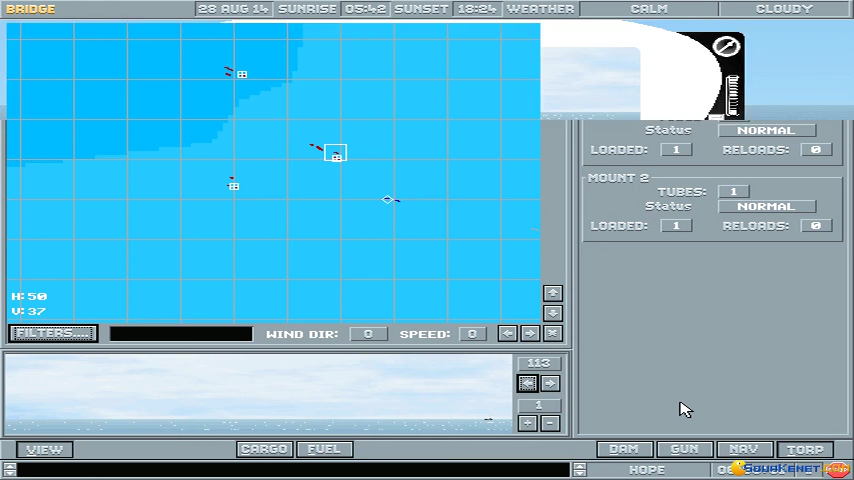 BRIDGE 28 AUG 14 SUNRISE 05:42 SUNSET 18:24 WEATHER CALM CLOUDY
Status NORMAL
LOADED: 1 RELOADS: 0
MOUNT 2
TUBES: 1
Status NORMAL
LOADED: 1 RELOADS: 0
H:50
V:37
FILTERS.... WIND DIR: 0 SPEED: 0
113
1
VIEW CARGO FUEL DAM GUN NAV TORP
HOPE
SQUAKENET